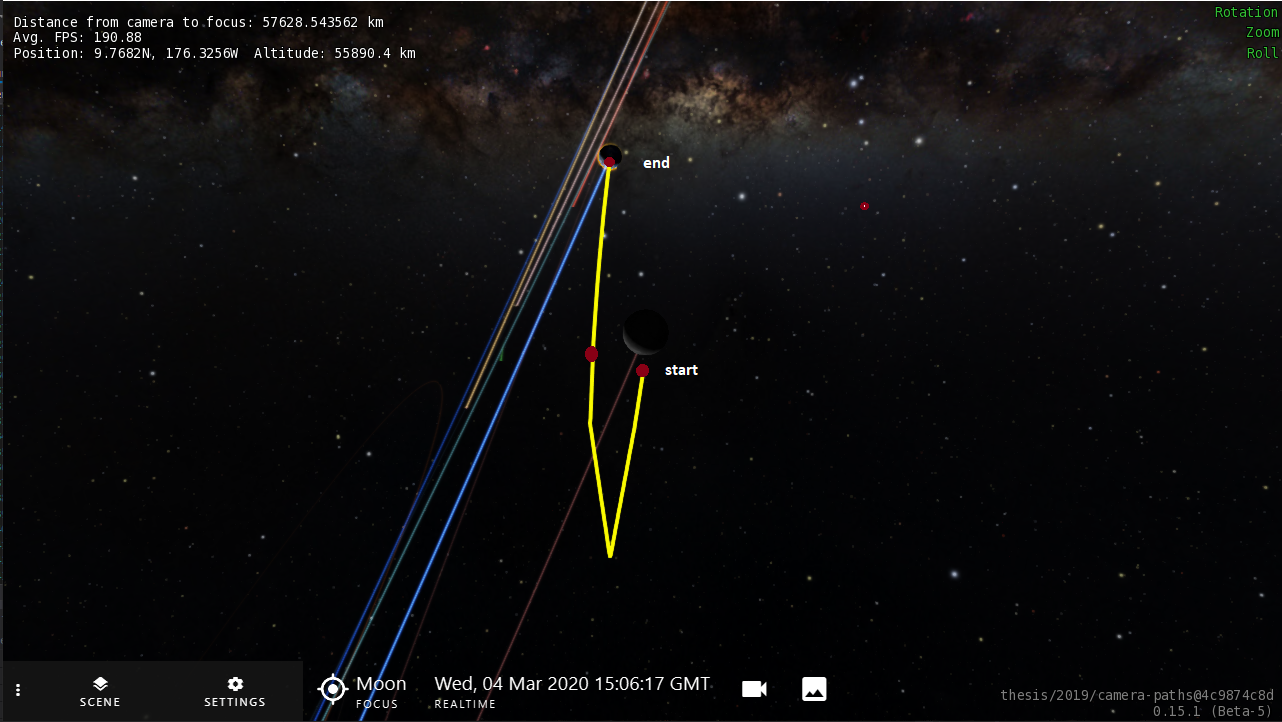 Distance from camera to focus: 57628.543562 km
Avg. FPS: 190.88
Position: 9.7682N, 176.3256W  Altitude: 55890.4 km
Rotation
Zoom
Roll
end
start
SCENE
SETTINGS
Moon
FOCUS
Wed, 04 Mar 2020 15:06:17 GMT
REALTIME
thesis/2019/camera-paths@4c9874c8d
0.15.1 (Beta-5)